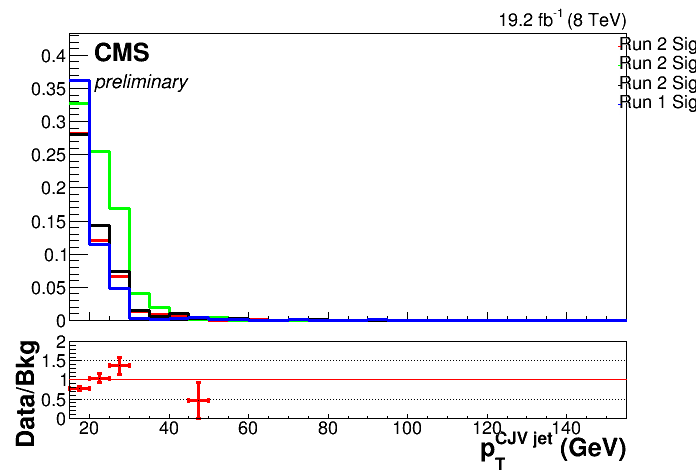 19.2 fb-1 (8 TeV)
CMS
preliminary
Run 2 Sig
Run 2 Sig
Run 2 Sig
Run 1 Sig
0.4
0.35
0.3
0.25
0.2
0.15
0.1
0.05
0
Data/Bkg
2
1.5
1
0.5
0
20 40 60 80 100 120 140
pT CJV jet (GeV)